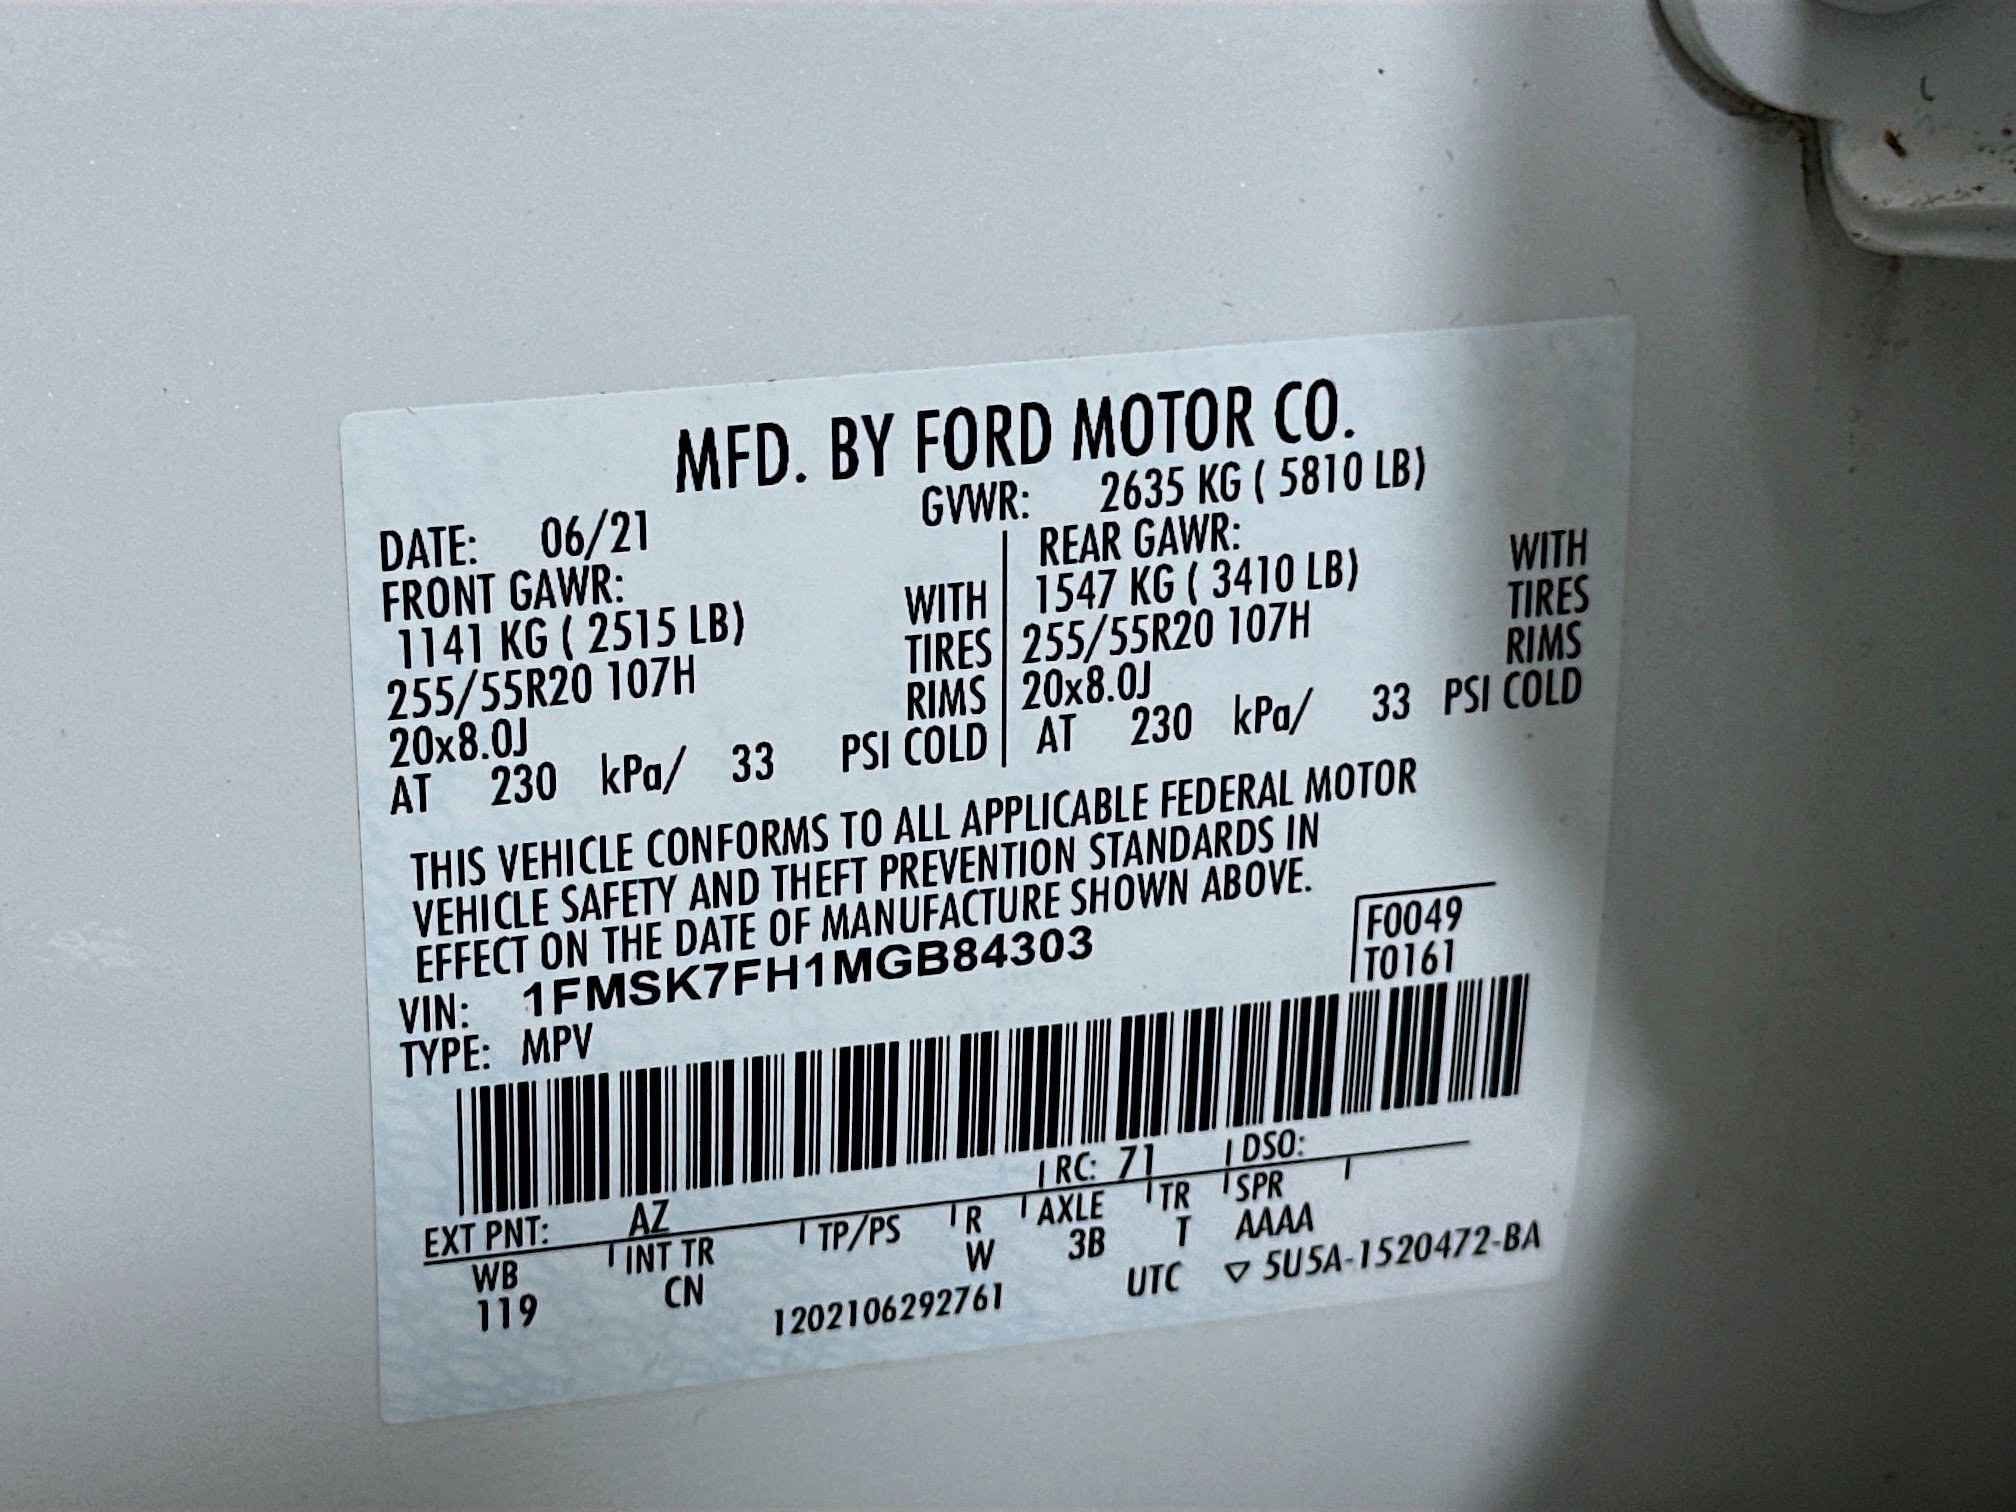 MFD. BY FORD MOTOR CO.
DATE: 06/21 GVWR: 2635 KG ( 5810 LB)
FRONT GAWR: REAR GAWR:
1141 KG ( 2515 LB) WITH 1547 KG ( 3410 LB) WITH
255/55R20 107H TIRES 255/55R20 107H TIRES
20x8.0J RIMS 20x8.0J RIMS
AT 230 kPa/ 33 PSI COLD AT 230 kPa/ 33 PSI COLD
THIS VEHICLE CONFORMS TO ALL APPLICABLE FEDERAL MOTOR
VEHICLE SAFETY AND THEFT PREVENTION STANDARDS IN
EFFECT ON THE DATE OF MANUFACTURE SHOWN ABOVE.
VIN: 1FMSK7FH1MGB84303 F0049
TYPE: MPV T0161
EXT PNT: AZ RC: 71 DSO:
WB INT TR TP/PS R AXLE TR SPR
119 CN W 3B T AAAA
1202106292761 UTC ▽ 5U5A-1520472-BA